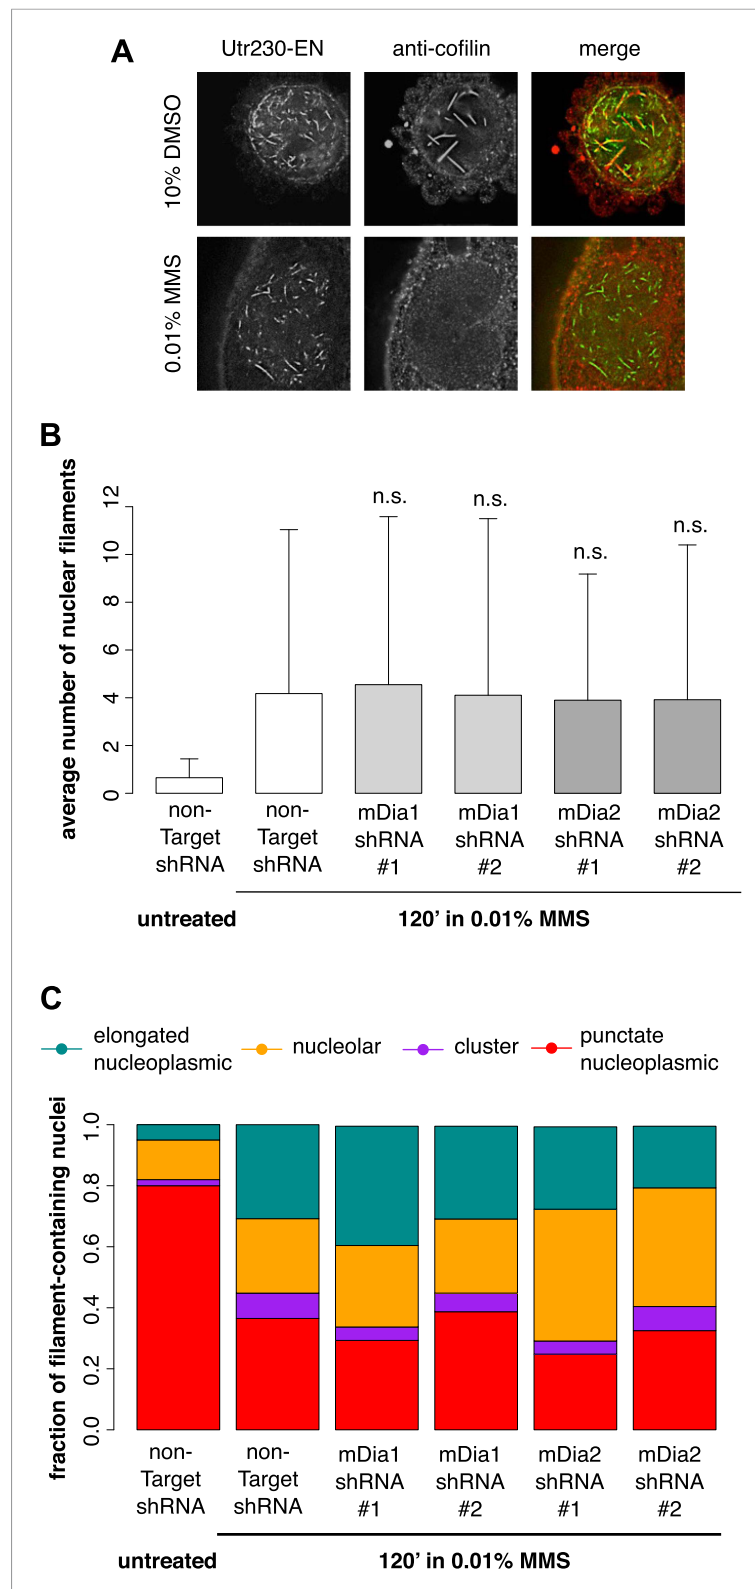 A
Utr230-EN anti-cofilin merge
10% DMSO
0.01% MMS
B
average number of nuclear filaments
12
10
8
6
4
2
0
n.s. n.s. n.s. n.s.
non-Target shRNA
non-Target shRNA
mDia1 shRNA #1
mDia1 shRNA #2
mDia2 shRNA #1
mDia2 shRNA #2
untreated 120’ in 0.01% MMS
C
elongated nucleoplasmic
nucleolar
cluster
punctate nucleoplasmic
fraction of filament-containing nuclei
1.0
0.8
0.6
0.4
0.2
0.0
non-Target shRNA
non-Target shRNA
mDia1 shRNA #1
mDia1 shRNA #2
mDia2 shRNA #1
mDia2 shRNA #2
untreated 120’ in 0.01% MMS